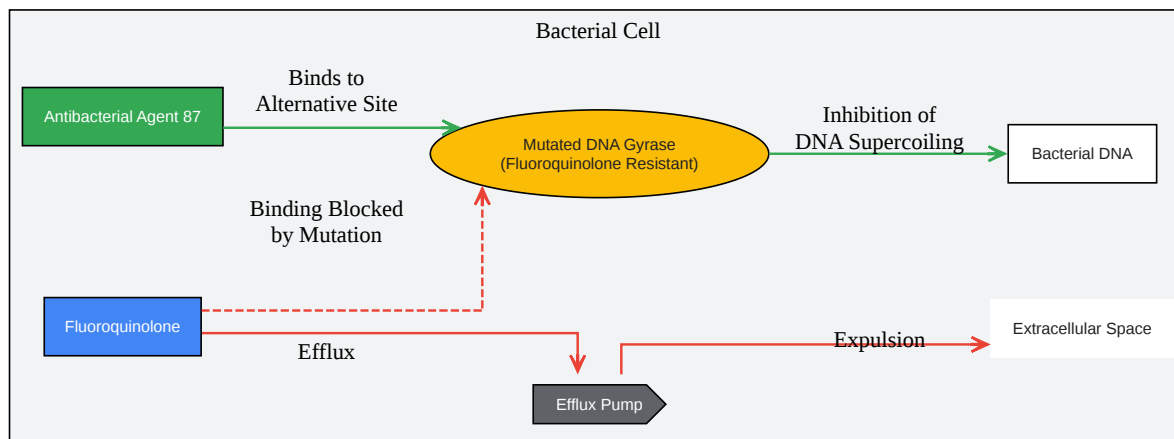 Bacterial Cell
Binds to
Alternative Site
Antibacterial Agent 87
Mutated DNA Gyrase
(Fluoroquinolone Resistant)
Inhibition of
DNA Supercoiling
Bacterial DNA
Binding Blocked
by Mutation
Fluoroquinolone
Efflux
Efflux Pump
Expulsion
Extracellular Space